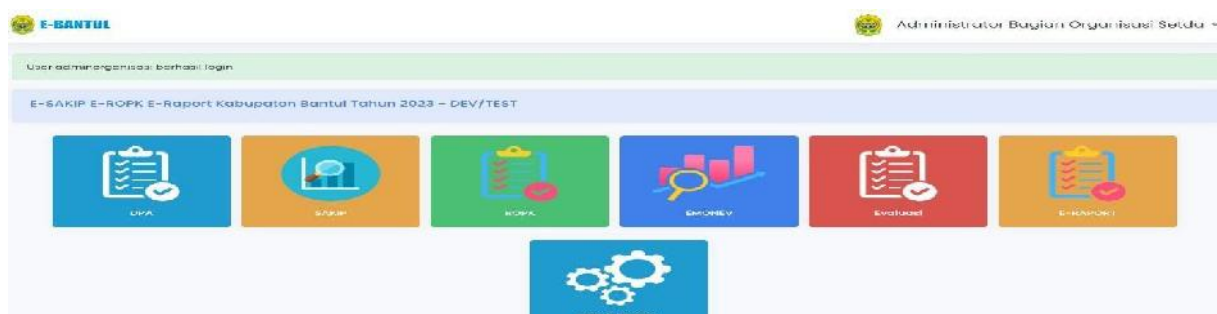 E-BANTUL
Administrator Bagian Organisasi Setda
User adminorganisasi berhasil login
E-SAKIP E-ROPK E-Raport Kabupaten Bantul Tahun 2023 - DEV/TEST
DPA
SAKIP
ROPK
EMONEV
Evaluasi
E-RAPORT